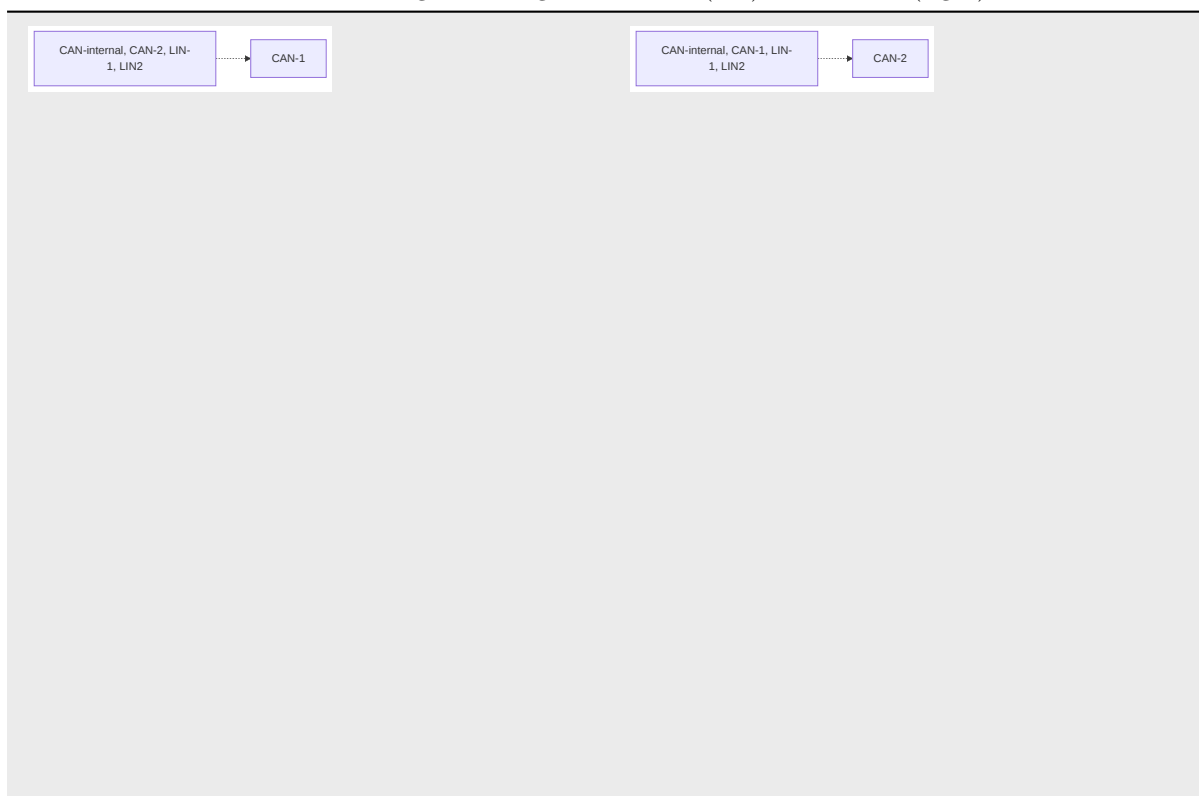 CAN-internal, CAN-2, LIN-
1, LIN2
CAN-1
CAN-internal, CAN-1, LIN-
1, LIN2
CAN-2